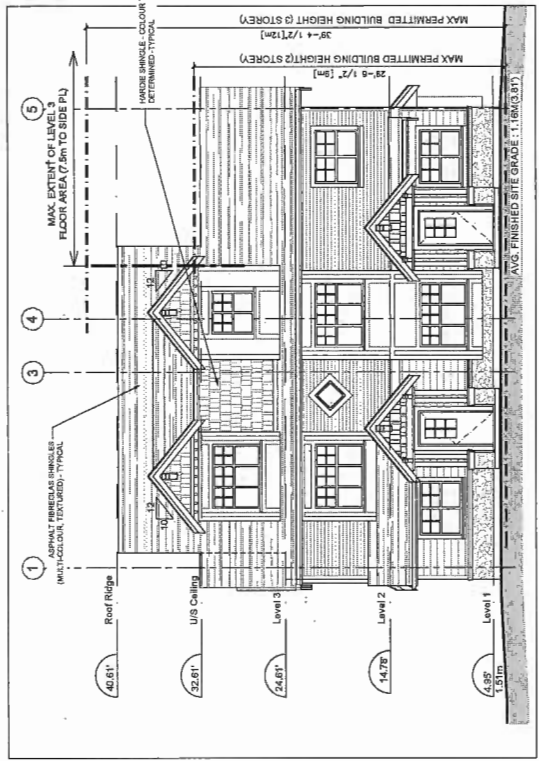 ASPHALT FIBREGLAS SHINGLES
(MULTI-COLOUR, TEXTURED) - TYPICAL
HARDIE SHINGLE - COLOUR
DETERMINED - TYPICAL
MAX. EXTENT OF LEVEL 3
FLOOR AREA (7.5m TO SIDE PL)
1
3
4
5
12
10
12
40.61'
Roof Ridge
32.61'
U/S Ceiling
24.61'
Level 3
14.78'
Level 2
4.95'
1.51m
Level 1
MAX PERMITTED BUILDING HEIGHT (3 STOREY)
39'-4 1/2"[12m]
MAX PERMITTED BUILDING HEIGHT(2 STOREY)
29'-6 1/2" [9m]
AVG. FINISHED SITE GRADE : 1.16M(3.81')